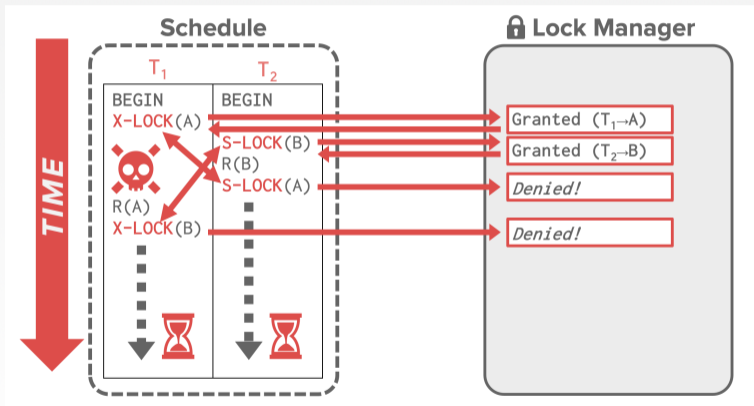 Schedule
Lock Manager
TIME
T₁ T₂
BEGIN BEGIN
X-LOCK(A)
Granted (T₁→A)
S-LOCK(B)
Granted (T₂→B)
R(B)
S-LOCK(A)
Denied!
R(A)
X-LOCK(B)
Denied!